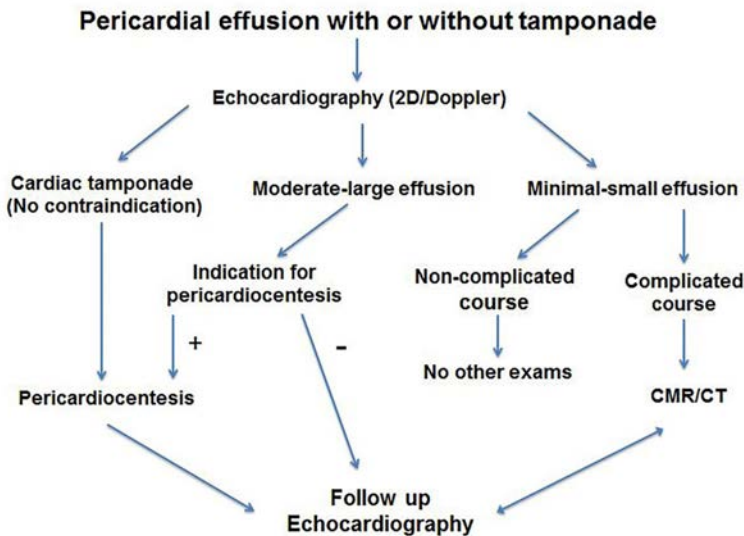 Pericardial effusion with or without tamponade
Echocardiography (2D/Doppler)
Cardiac tamponade
(No contraindication)
Moderate-large effusion
Minimal-small effusion
Indication for
pericardiocentesis
Non-complicated
course
Complicated
course
+
-
No other exams
Pericardiocentesis
CMR/CT
Follow up
Echocardiography